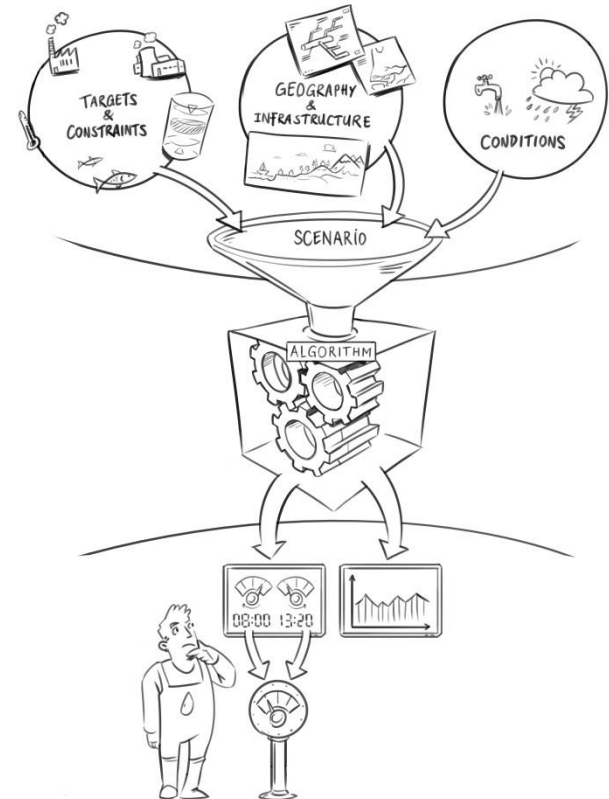 TARGETS
&
CONSTRAINTS
GEOGRAPHY
&
INFRASTRUCTURE
CONDITIONS
SCENARIO
ALGORITHM
08:00 13:20